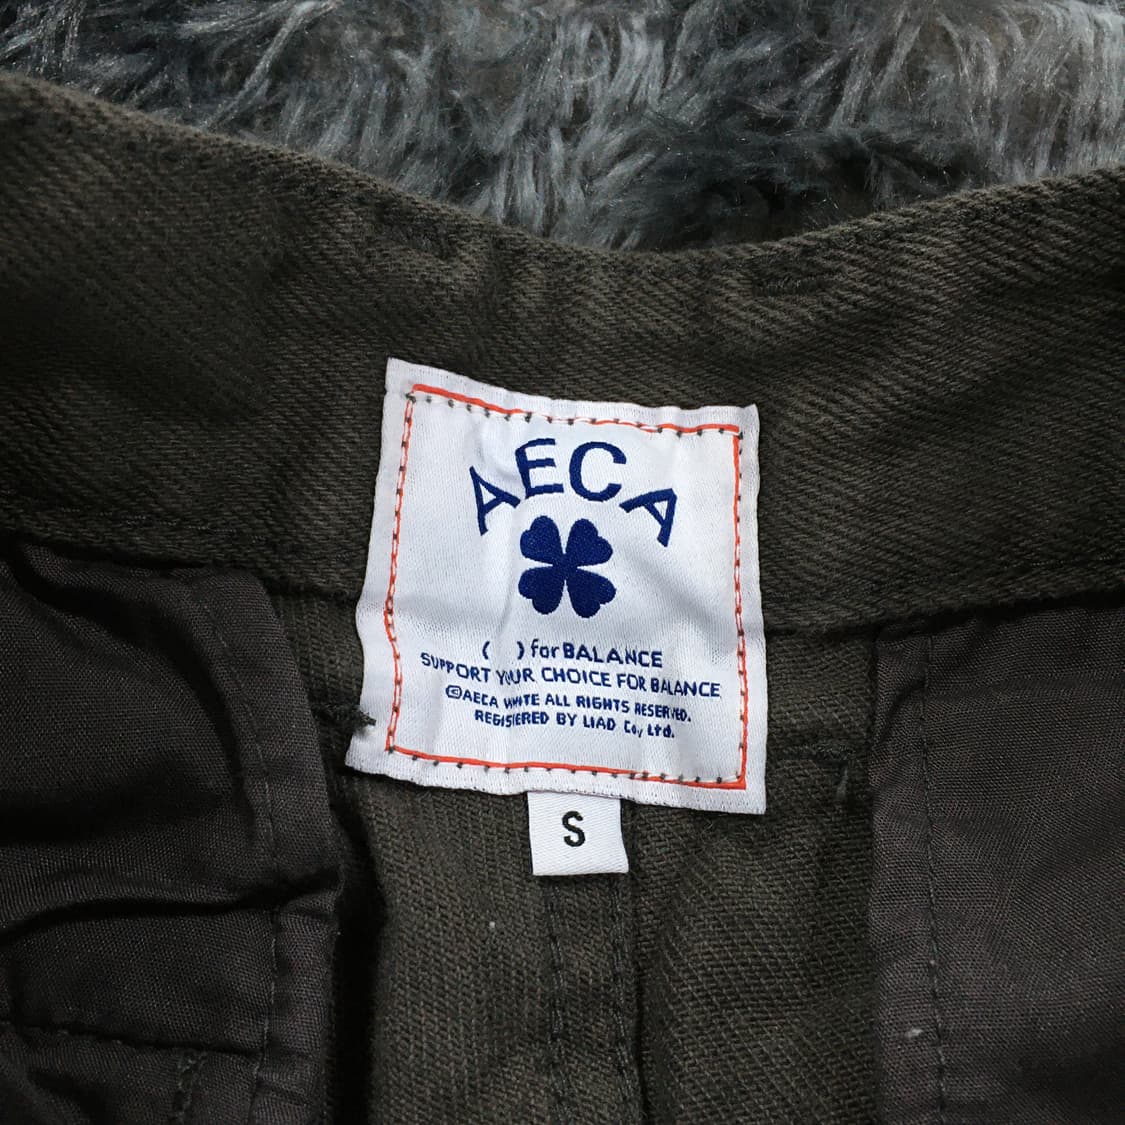 AECA
( ) for BALANCE
SUPPORT YOUR CHOICE FOR BALANCE
©AECA WHITE ALL RIGHTS RESERVED.
REGISTERED BY LIAD Co., Ltd.
S